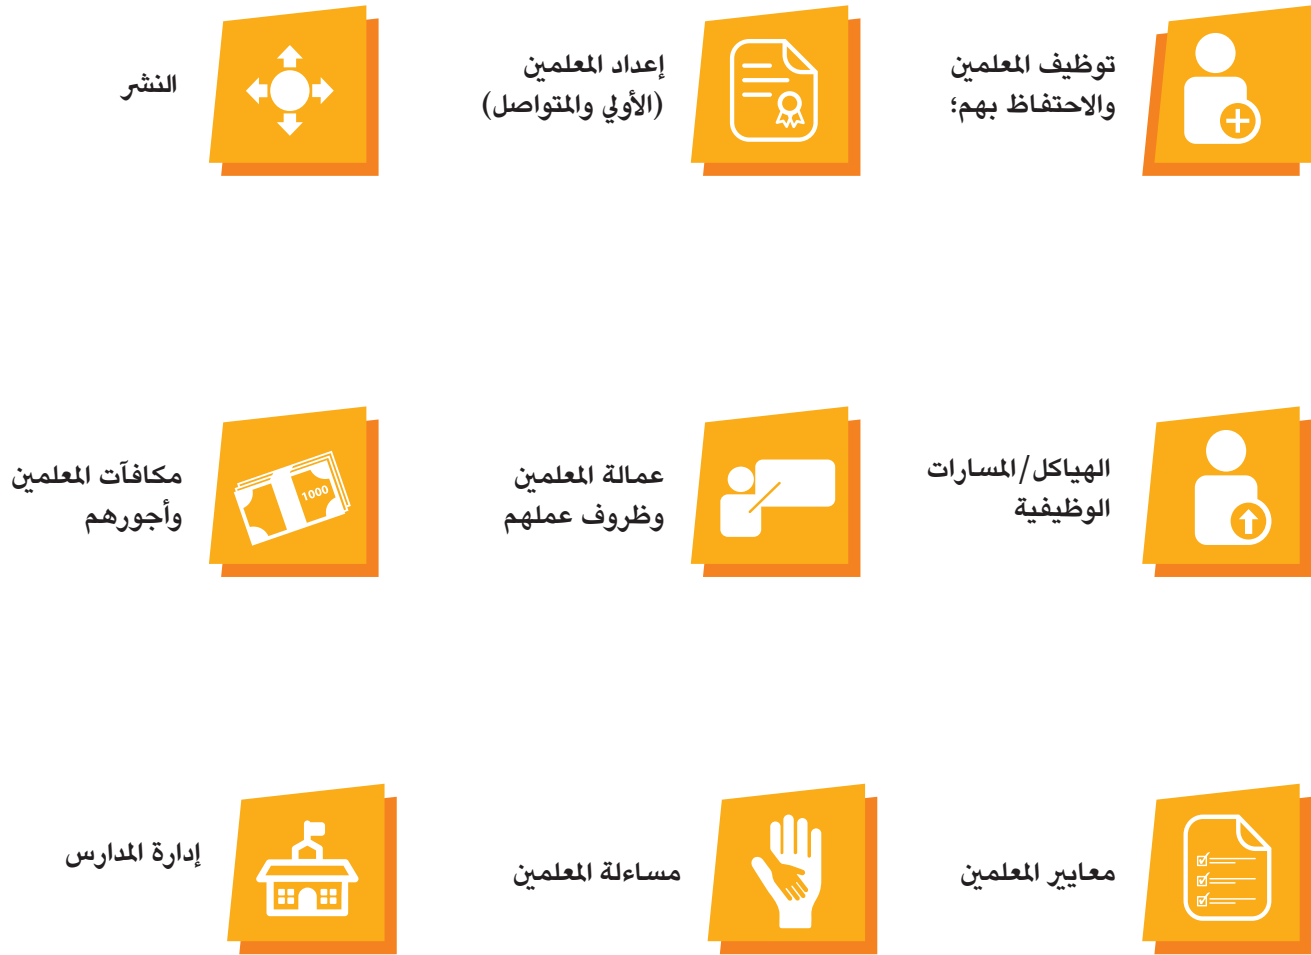 توظيف المعلمين
والاحتفاظ بهم؛
إعداد المعلمين
(الأولي والمتواصل)
النشر
الهياكل/المسارات
الوظيفية
عمالة المعلمين
وظروف عملهم
مكافآت المعلمين
وأجورهم
1000
معايير المعلمين
مساءلة المعلمين
إدارة المدارس